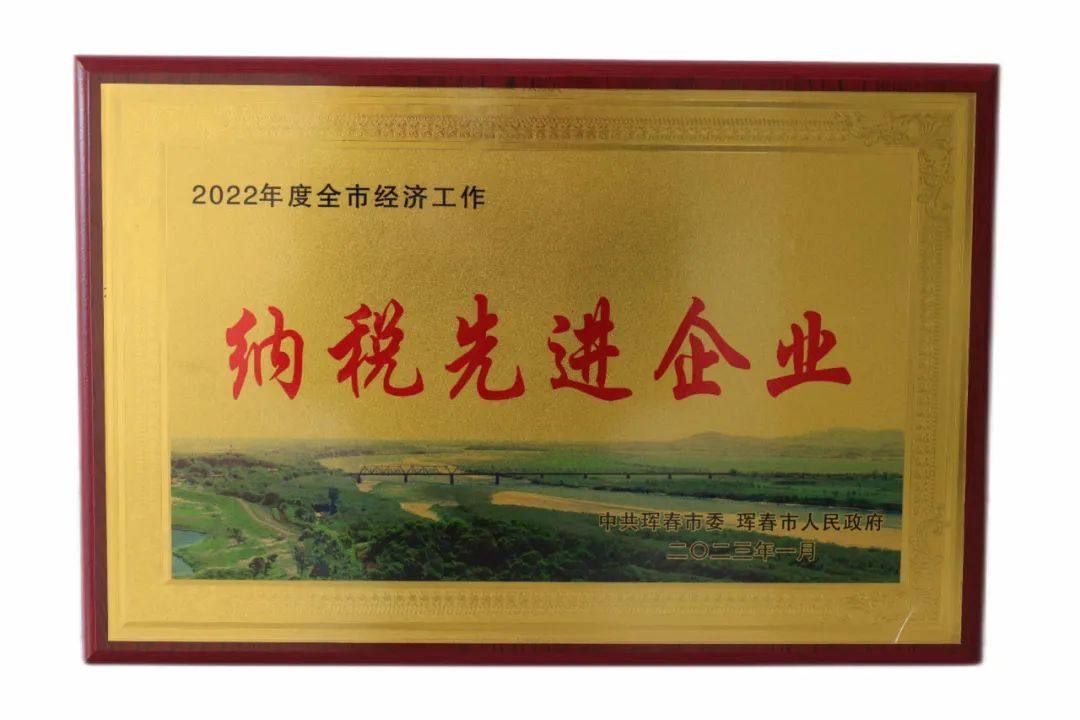 2022年度全市经济工作
纳税先进企业
中共珲春市委 珲春市人民政府
二〇二三年一月